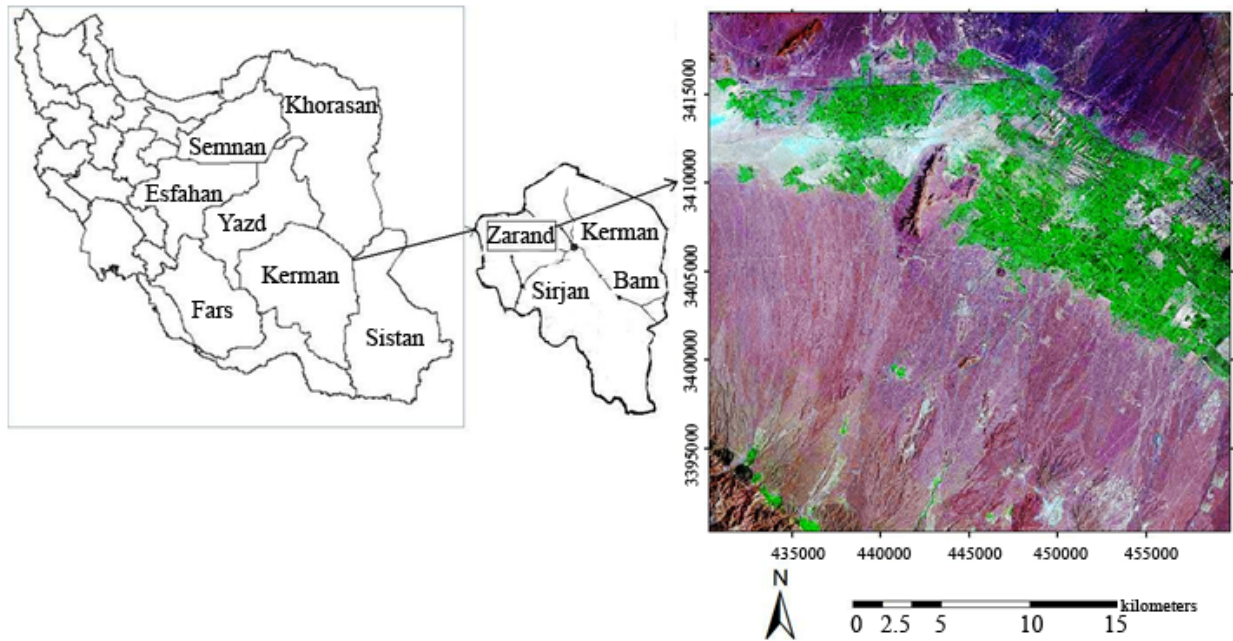 Khorasan
Semnan
Esfahan
Yazd
Kerman
Fars
Sistan
Zarand
Kerman
Sirjan
Bam
3415000
3410000
3405000
3400000
3395000
435000 440000 445000 450000 455000
N
0 2.5 5 10 15 kilometers